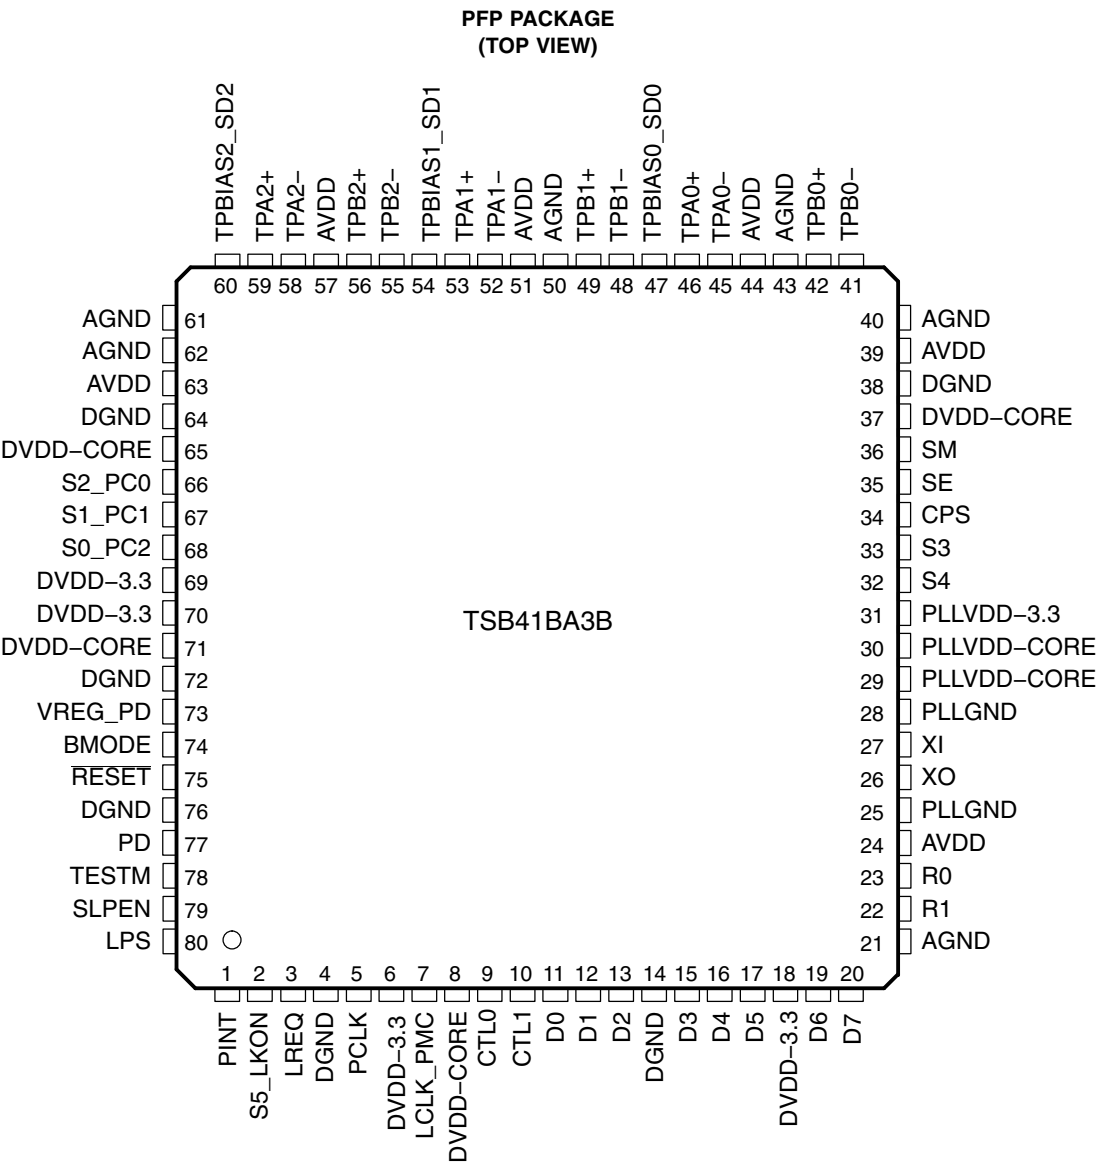 PFP PACKAGE
(TOP VIEW)
TPBIAS2_SD2
TPA2+
TPA2−
AVDD
TPB2+
TPB2−
TPBIAS1_SD1
TPA1+
TPA1−
AVDD
AGND
TPB1+
TPB1−
TPBIAS0_SD0
TPA0+
TPA0−
AVDD
AGND
TPB0+
TPB0−
60 59 58 57 56 55 54 53 52 51 50 49 48 47 46 45 44 43 42 41
AGND 61 40 AGND
AGND 62 39 AVDD
AVDD 63 38 DGND
DGND 64 37 DVDD−CORE
DVDD−CORE 65 36 SM
S2_PC0 66 35 SE
S1_PC1 67 34 CPS
S0_PC2 68 33 S3
DVDD−3.3 69 32 S4
DVDD−3.3 70 31 PLLVDD−3.3
TSB41BA3B
DVDD−CORE 71 30 PLLVDD−CORE
DGND 72 29 PLLVDD−CORE
VREG_PD 73 28 PLLGND
BMODE 74 27 XI
RESET 75 26 XO
DGND 76 25 PLLGND
PD 77 24 AVDD
TESTM 78 23 R0
SLPEN 79 22 R1
LPS 80 21 AGND
1 2 3 4 5 6 7 8 9 10 11 12 13 14 15 16 17 18 19 20
PINT
S5_LKON
LREQ
DGND
PCLK
DVDD−3.3
LCLK_PMC
DVDD−CORE
CTL0
CTL1
D0
D1
D2
DGND
D3
D4
D5
DVDD−3.3
D6
D7